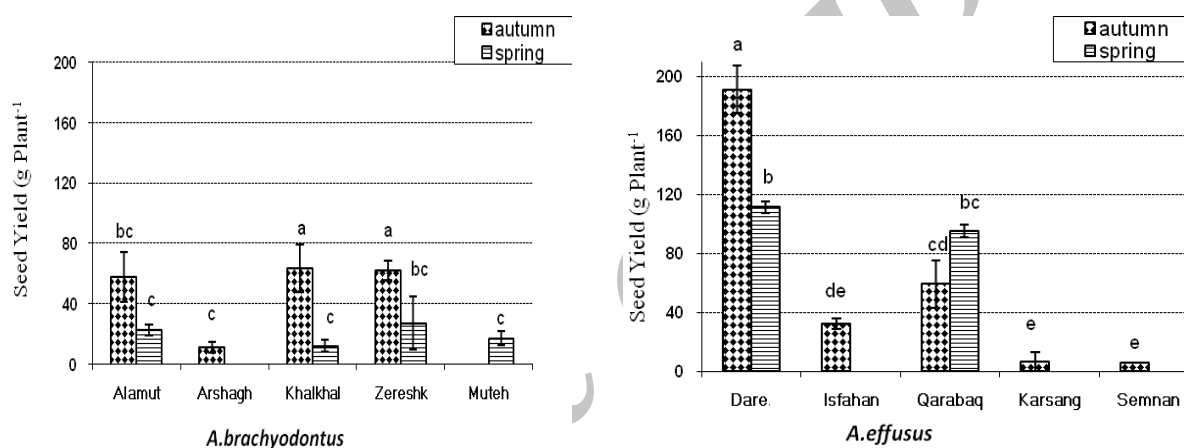 autumn
spring
Seed Yield (g Plant-1
200
160
120
80
40
0
bc
c
c
a
c
a
bc
c
Alamut Arshagh Khalkhal Zereshk Muteh
A.brachyodontus
autumn
spring
Seed Yield (g Plant-1
200
160
120
80
40
0
a
b
de
cd
bc
e
e
Dare. Isfahan Qarabaq Karsang Semnan
A.effusus